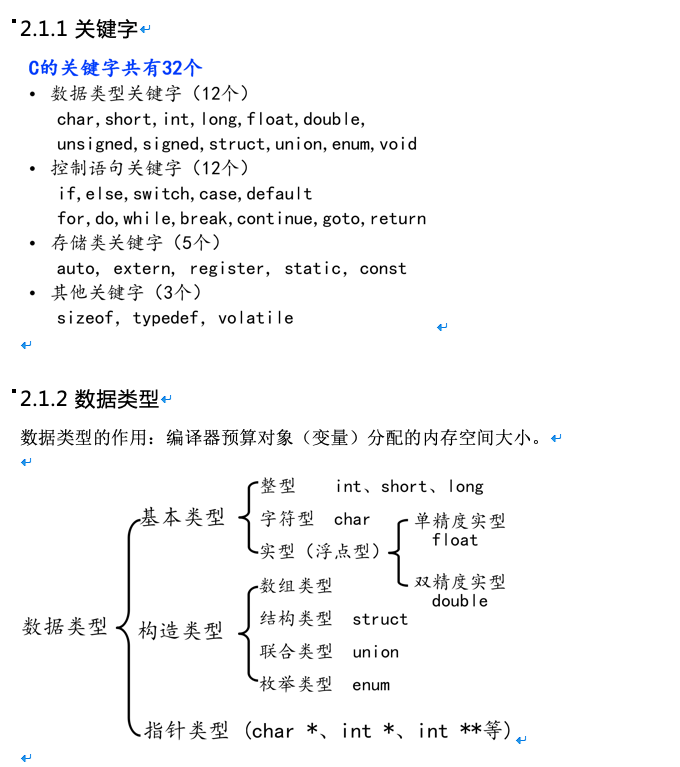 2.1.1 关键字
C的关键字共有32个
• 数据类型关键字（12个）
char,short,int,long,float,double,
unsigned,signed,struct,union,enum,void
• 控制语句关键字（12个）
if,else,switch,case,default
for,do,while,break,continue,goto,return
• 存储类关键字（5个）
auto, extern, register, static, const
• 其他关键字（3个）
sizeof, typedef, volatile
2.1.2 数据类型
数据类型的作用：编译器预算对象（变量）分配的内存空间大小。
数据类型
基本类型
整型 int、short、long
字符型 char
实型（浮点型）
单精度实型
float
双精度实型
double
构造类型
数组类型
结构类型 struct
联合类型 union
枚举类型 enum
指针类型 (char *、int *、int **等)